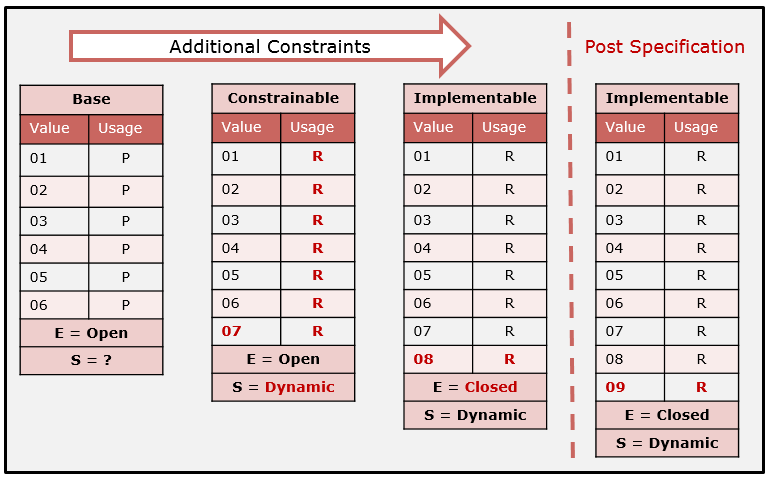 Additional Constraints
Post Specification
Base
Value Usage
01 P
02 P
03 P
04 P
05 P
06 P
E = Open
S = ?
Constrainable
Value Usage
01 R
02 R
03 R
04 R
05 R
06 R
07 R
E = Open
S = Dynamic
Implementable
Value Usage
01 R
02 R
03 R
04 R
05 R
06 R
07 R
08 R
E = Closed
S = Dynamic
Implementable
Value Usage
01 R
02 R
03 R
04 R
05 R
06 R
07 R
08 R
09 R
E = Closed
S = Dynamic